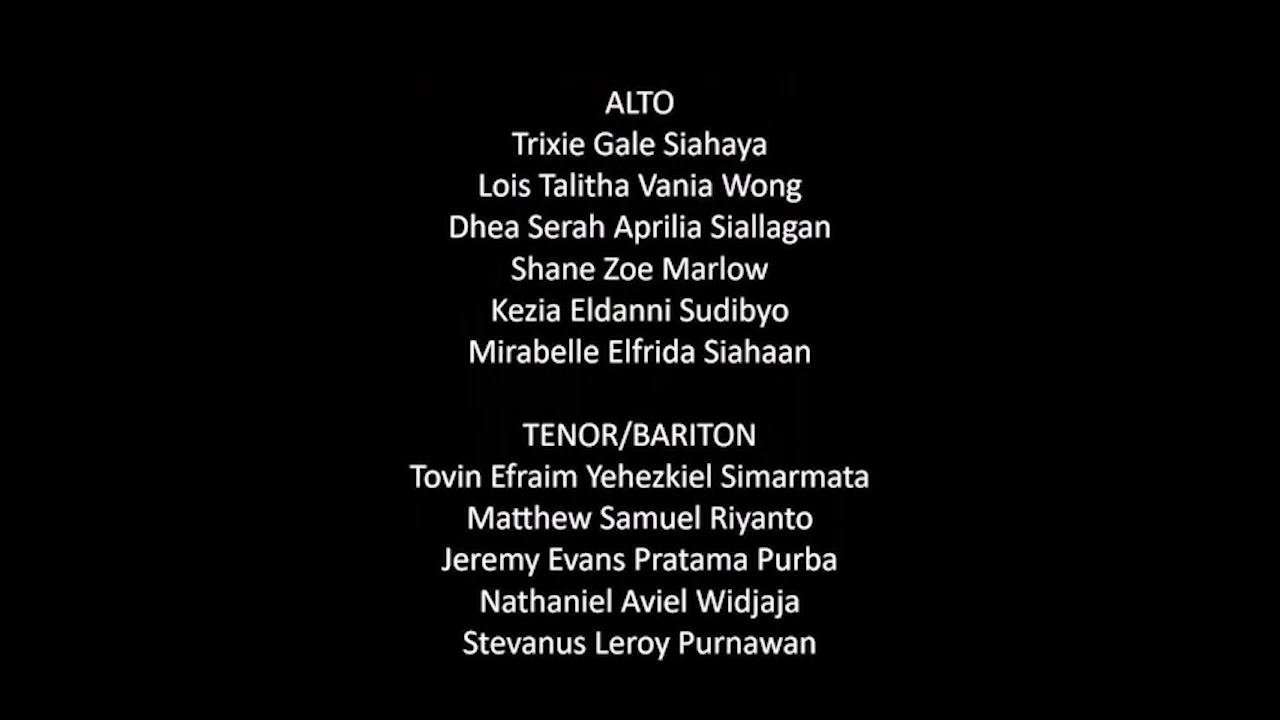 ALTO
Trixie Gale Siahaya
Lois Talitha Vania Wong
Dhea Serah Aprilia Siallagan
Shane Zoe Marlow
Kezia Eldanni Sudibyo
Mirabelle Elfrida Siahaan
TENOR/BARITON
Tovin Efraim Yehezkiel Simarmata
Matthew Samuel Riyanto
Jeremy Evans Pratama Purba
Nathaniel Aviel Widjaja
Stevanus Leroy Purnawan